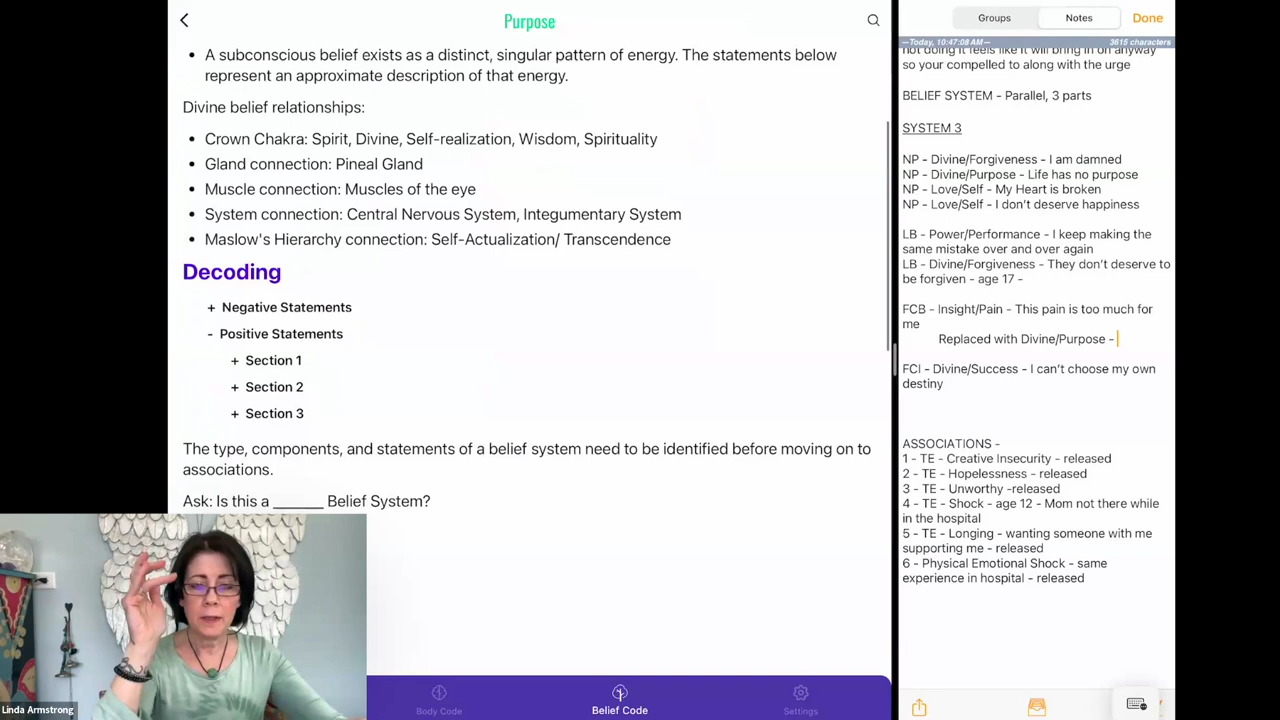 Purpose
• A subconscious belief exists as a distinct, singular pattern of energy. The statements below
represent an approximate description of that energy.
Divine belief relationships:
• Crown Chakra: Spirit, Divine, Self-realization, Wisdom, Spirituality
• Gland connection: Pineal Gland
• Muscle connection: Muscles of the eye
• System connection: Central Nervous System, Integumentary System
• Maslow's Hierarchy connection: Self-Actualization/ Transcendence
Decoding
+ Negative Statements
- Positive Statements
+ Section 1
+ Section 2
+ Section 3
The type, components, and statements of a belief system need to be identified before moving on to
associations.
Ask: Is this a ______ Belief System?
Body Code
Belief Code
Settings
Linda Armstrong
Groups
Notes
Done
—Today, 10:47:08 AM—
3615 characters
not doing it feels like it will bring in on anyway
so your compelled to along with the urge
BELIEF SYSTEM - Parallel, 3 parts
SYSTEM 3
NP - Divine/Forgiveness - I am damned
NP - Divine/Purpose - Life has no purpose
NP - Love/Self - My Heart is broken
NP - Love/Self - I don't deserve happiness
LB - Power/Performance - I keep making the
same mistake over and over again
LB - Divine/Forgiveness - They don't deserve to
be forgiven - age 17 -
FCB - Insight/Pain - This pain is too much for
me
Replaced with Divine/Purpose -
FCI - Divine/Success - I can't choose my own
destiny
ASSOCIATIONS -
1 - TE - Creative Insecurity - released
2 - TE - Hopelessness - released
3 - TE - Unworthy -released
4 - TE - Shock - age 12 - Mom not there while
in the hospital
5 - TE - Longing - wanting someone with me
supporting me - released
6 - Physical Emotional Shock - same
experience in hospital - released